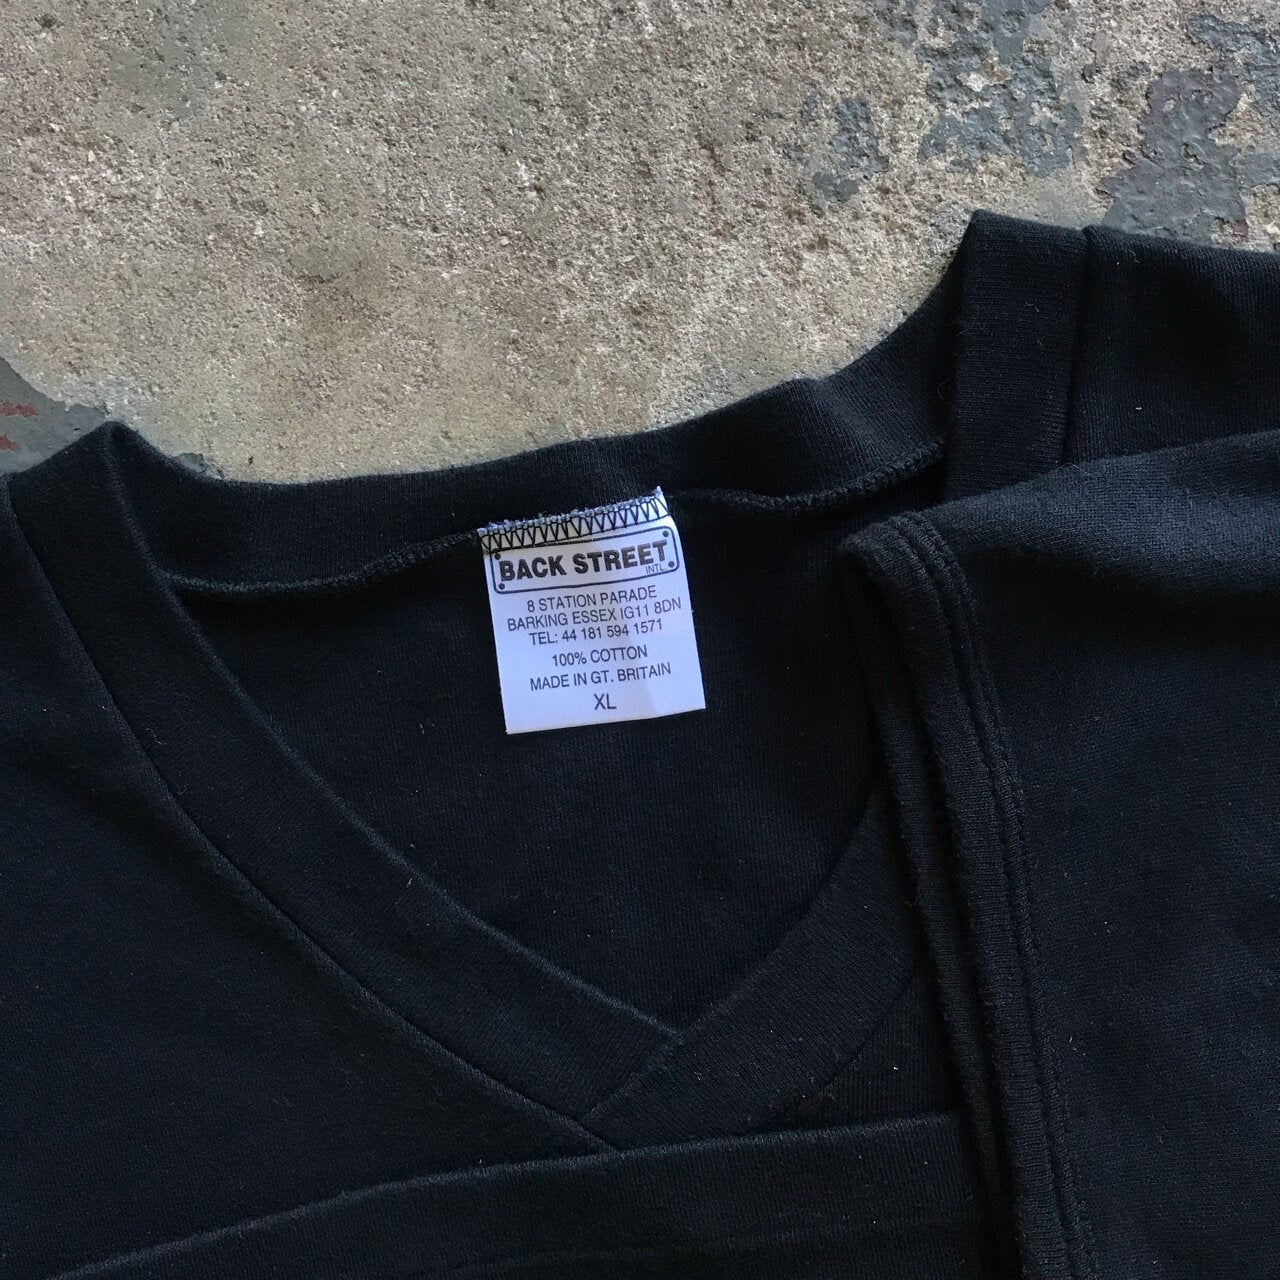 BACK STREET
INTL.
8 STATION PARADE
BARKING ESSEX IG11 8DN
TEL: 44 181 594 1571
100% COTTON
MADE IN GT. BRITAIN
XL